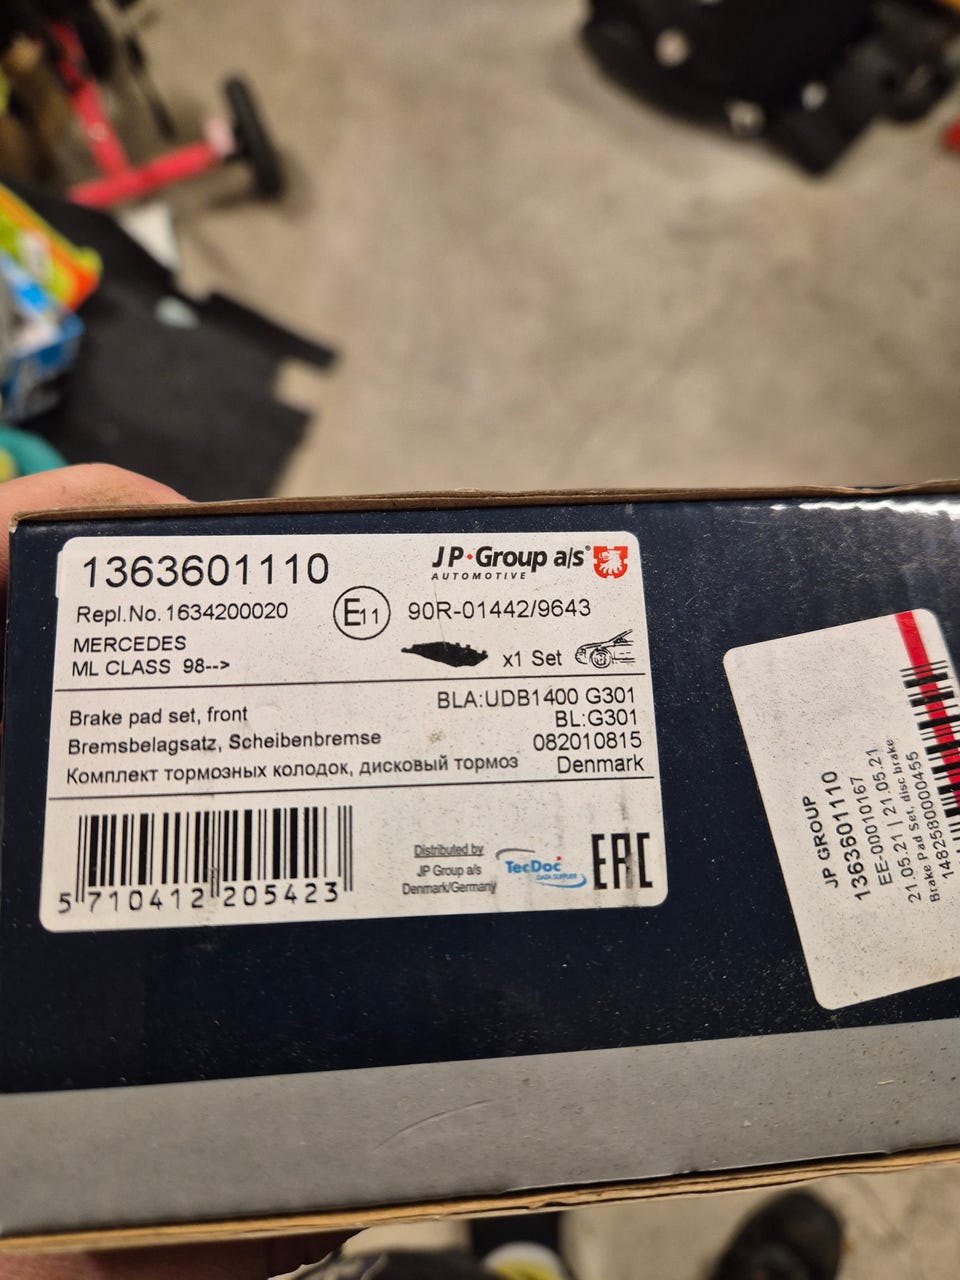 1363601110
JP Group a/s
AUTOMOTIVE
Repl.No.1634200020
E11
90R-01442/9643
MERCEDES
ML CLASS 98-->
x1 Set
Brake pad set, front
Bremsbelagsatz, Scheibenbremse
Комплект тормозных колодок, дисковый тормоз
BLA:UDB1400 G301
BL:G301
082010815
Denmark
5 710412 205423
Distributed by
JP Group a/s
Denmark/Germany
TecDoc
DATA SUPPLIER
EAC
JP GROUP
1363601110
EE-00010167
21.05.21 | 21.05.21
Brake Pad Set, disc brake
1482580000455